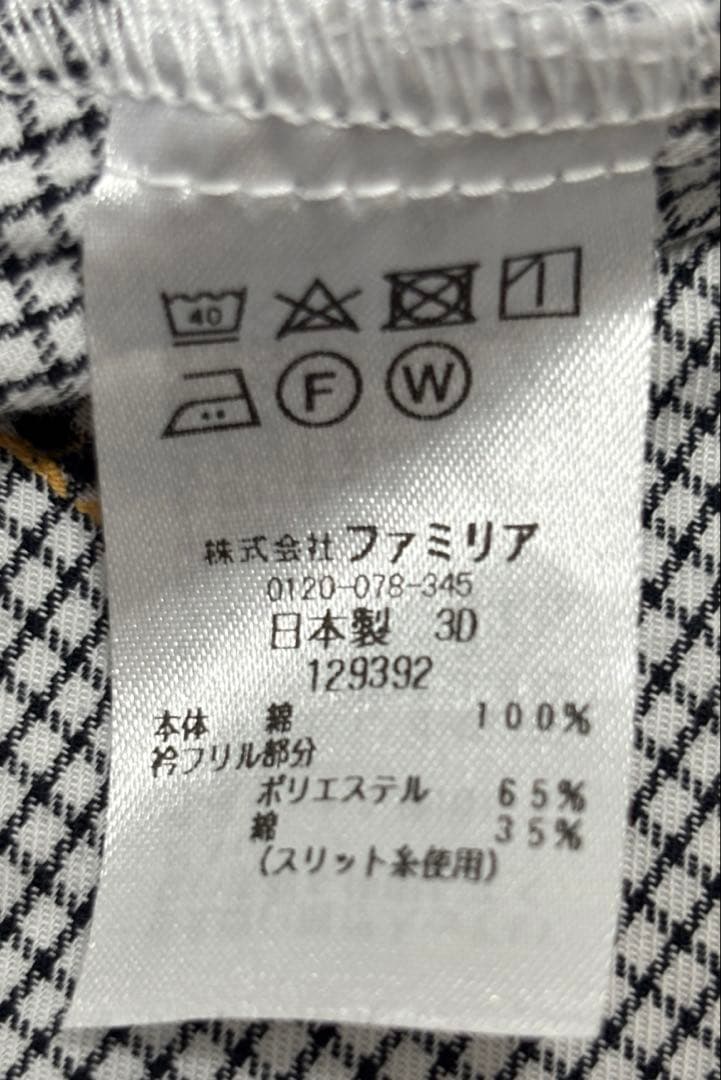 40
F W
株式会社ファミリア
0120-078-345
日本製 3D
129392
本体 綿 100%
衿フリル部分
ポリエステル 65%
綿 35%
(スリット糸使用)